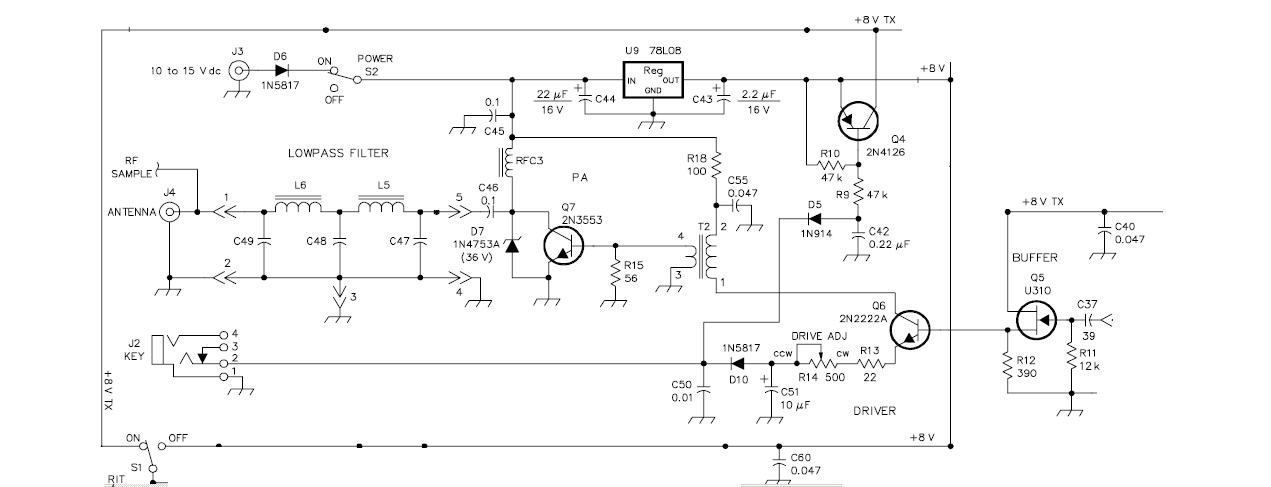 +8 V TX
J3
10 to 15 Vdc
D6
1N5817
ON
OFF
POWER
S2
U9 78L08
Reg
IN
OUT
GND
+8 V
22 µF
16 V
+
C44
C43
+
2.2 µF
16 V
0.1
C45
Q4
2N4126
LOWPASS FILTER
RFC3
R18
100
R10
47 k
R9
47 k
RF
SAMPLE
J4
ANTENNA
1
L6
L5
5
C46
0.1
PA
Q7
2N3553
C55
0.047
D5
1N914
C42
0.22 µF
+8 V TX
C40
0.047
C49
C48
C47
D7
1N4753A
(36 V)
T2
4
2
3
1
R15
56
2
3
4
BUFFER
Q5
U310
C37
39
R12
390
R11
12 k
Q6
2N2222A
J2
KEY
4
3
2
1
1N5817
D10
DRIVE ADJ
ccw
cw
R14 500
R13
22
C50
0.01
+
C51
10 µF
DRIVER
+8 V TX
ON
OFF
S1
RIT
+8 V
C60
0.047